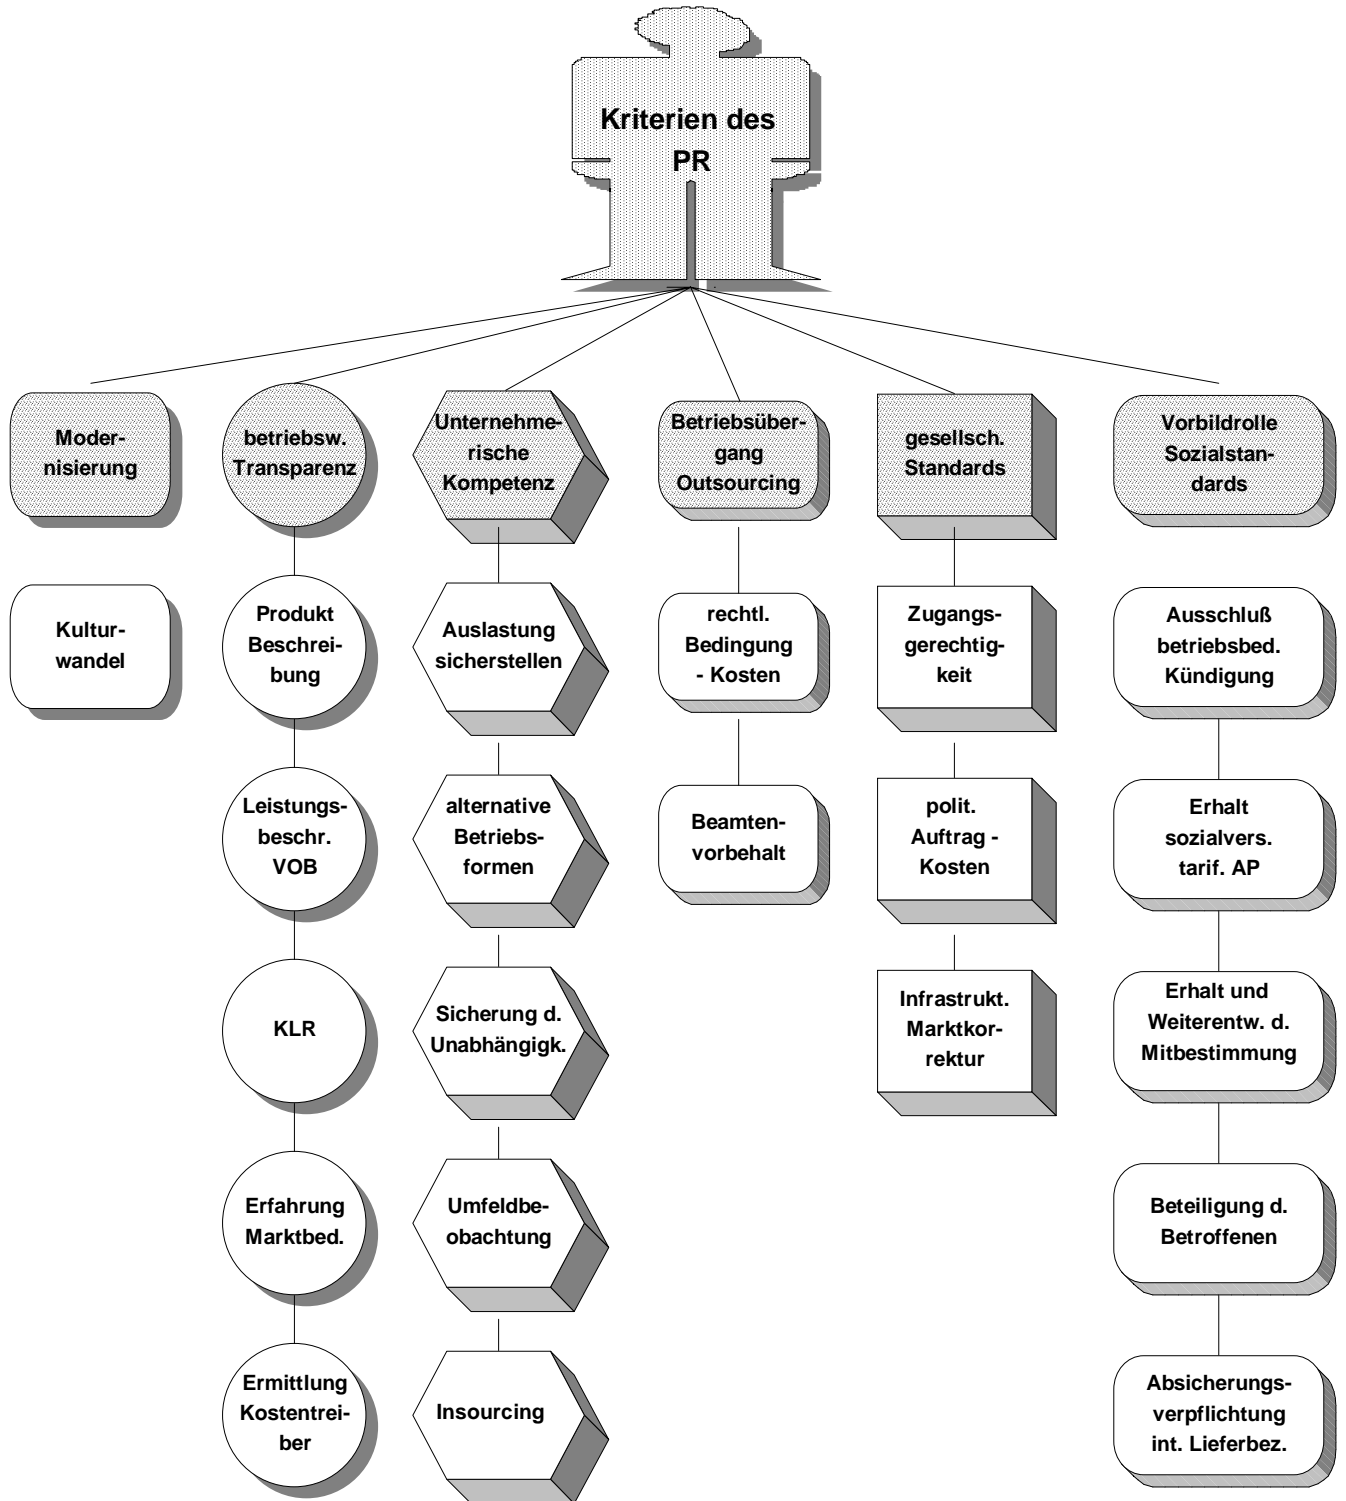 Kriterien des
PR
Moder-
nisierung
betriebsw.
Transparenz
Unternehme-
rische
Kompetenz
Betriebsüber-
gang
Outsourcing
gesellsch.
Standards
Vorbildrolle
Sozialstan-
dards
Kultur-
wandel
Produkt
Beschrei-
bung
Auslastung
sicherstellen
rechtl.
Bedingung
- Kosten
Zugangs-
gerechtig-
keit
Ausschluß
betriebsbed.
Kündigung
Leistungs-
beschr.
VOB
alternative
Betriebs-
formen
Beamten-
vorbehalt
polit.
Auftrag -
Kosten
Erhalt
sozialvers.
tarif. AP
KLR
Sicherung d.
Unabhängigk.
Infrastrukt.
Marktkor-
rektur
Erhalt und
Weiterentw. d.
Mitbestimmung
Erfahrung
Marktbed.
Umfeldbe-
obachtung
Beteiligung d.
Betroffenen
Ermittlung
Kostentrei-
ber
Insourcing
Absicherungs-
verpflichtung
int. Lieferbez.